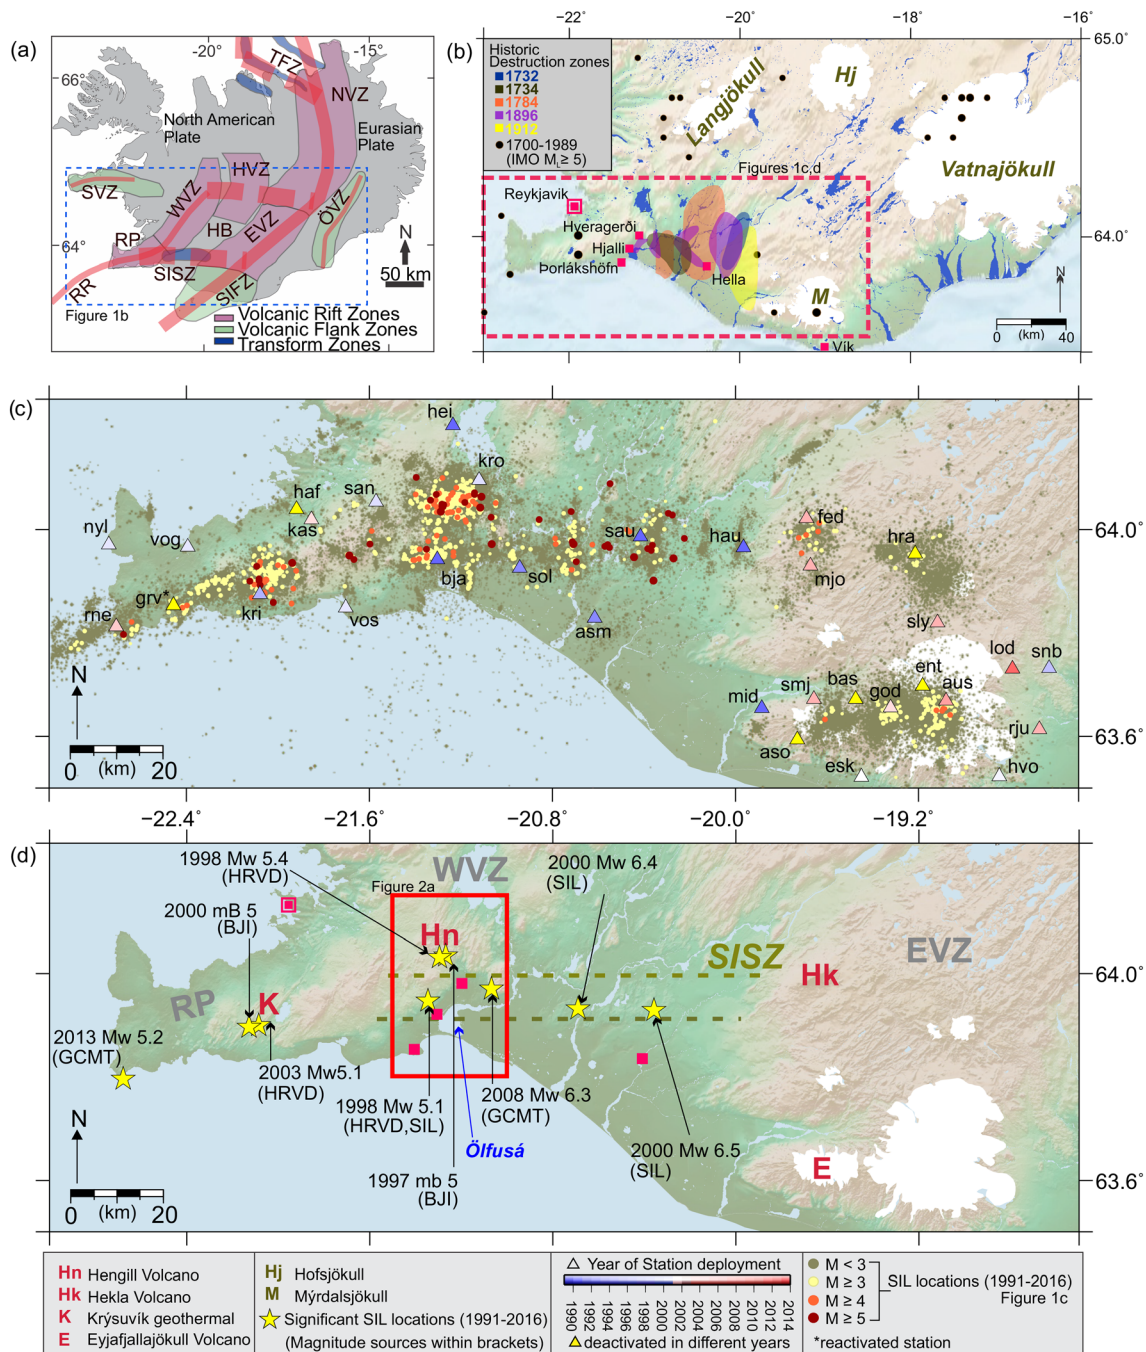 (a)
−20°
−15°
66°
64°
TFZ
NVZ
North American
Plate
Eurasian
Plate
HVZ
SVZ
WVZ
ÖVZ
HB
EVZ
RP
SISZ
SIFZ
RR
N
50 km
Figure 1b
Volcanic Rift Zones
Volcanic Flank Zones
Transform Zones
(b)
−22°
−20°
−18°
−16°
65.0°
64.0°
Historic
Destruction zones
1732
1734
1784
1896
1912
1700-1989
(IMO ML≥ 5)
Langjökull
Hj
Vatnajökull
Figures 1c,d
Reykjavik
Hveragerði
Hjalli
Þorlákshöfn
Hella
M
Vík
N
0 (km) 40
(c)
hei
kro
haf
san
kas
nyl
vog
fed
64.0°
sau
hau
hra
bja
sol
mjo
grv*
kri
rne
vos
asm
sly
lod
snb
ent
bas
smj
god
aus
mid
rju
63.6°
aso
esk
hvo
N
0 (km) 20
−22.4°
−21.6°
−20.8°
−20.0°
−19.2°
(d)
1998 Mw 5.4
(HRVD)
WVZ
2000 Mw 6.4
(SIL)
Figure 2a
2000 mB 5
(BJI)
Hn
SISZ
EVZ
Hk
64.0°
RP
K
2013 Mw 5.2
(GCMT)
2003 Mw5.1
(HRVD)
2008 Mw 6.3
(GCMT)
1998 Mw 5.1
(HRVD,SIL)
Ölfusá
2000 Mw 6.5
(SIL)
1997 mb 5
(BJI)
E
63.6°
N
0 (km) 20
Hn Hengill Volcano
Hk Hekla Volcano
K Krýsuvík geothermal
E Eyjafjallajökull Volcano
Hj Hofsjökull
M Mýrdalsjökull
Significant SIL locations (1991-2016)
(Magnitude sources within brackets)
Year of Station deployment
1990 1992 1994 1996 1998 2000 2002 2004 2006 2008 2010 2012 2014
deactivated in different years
M < 3
M ≥ 3
M ≥ 4
M ≥ 5
SIL locations (1991-2016)
Figure 1c
*reactivated station